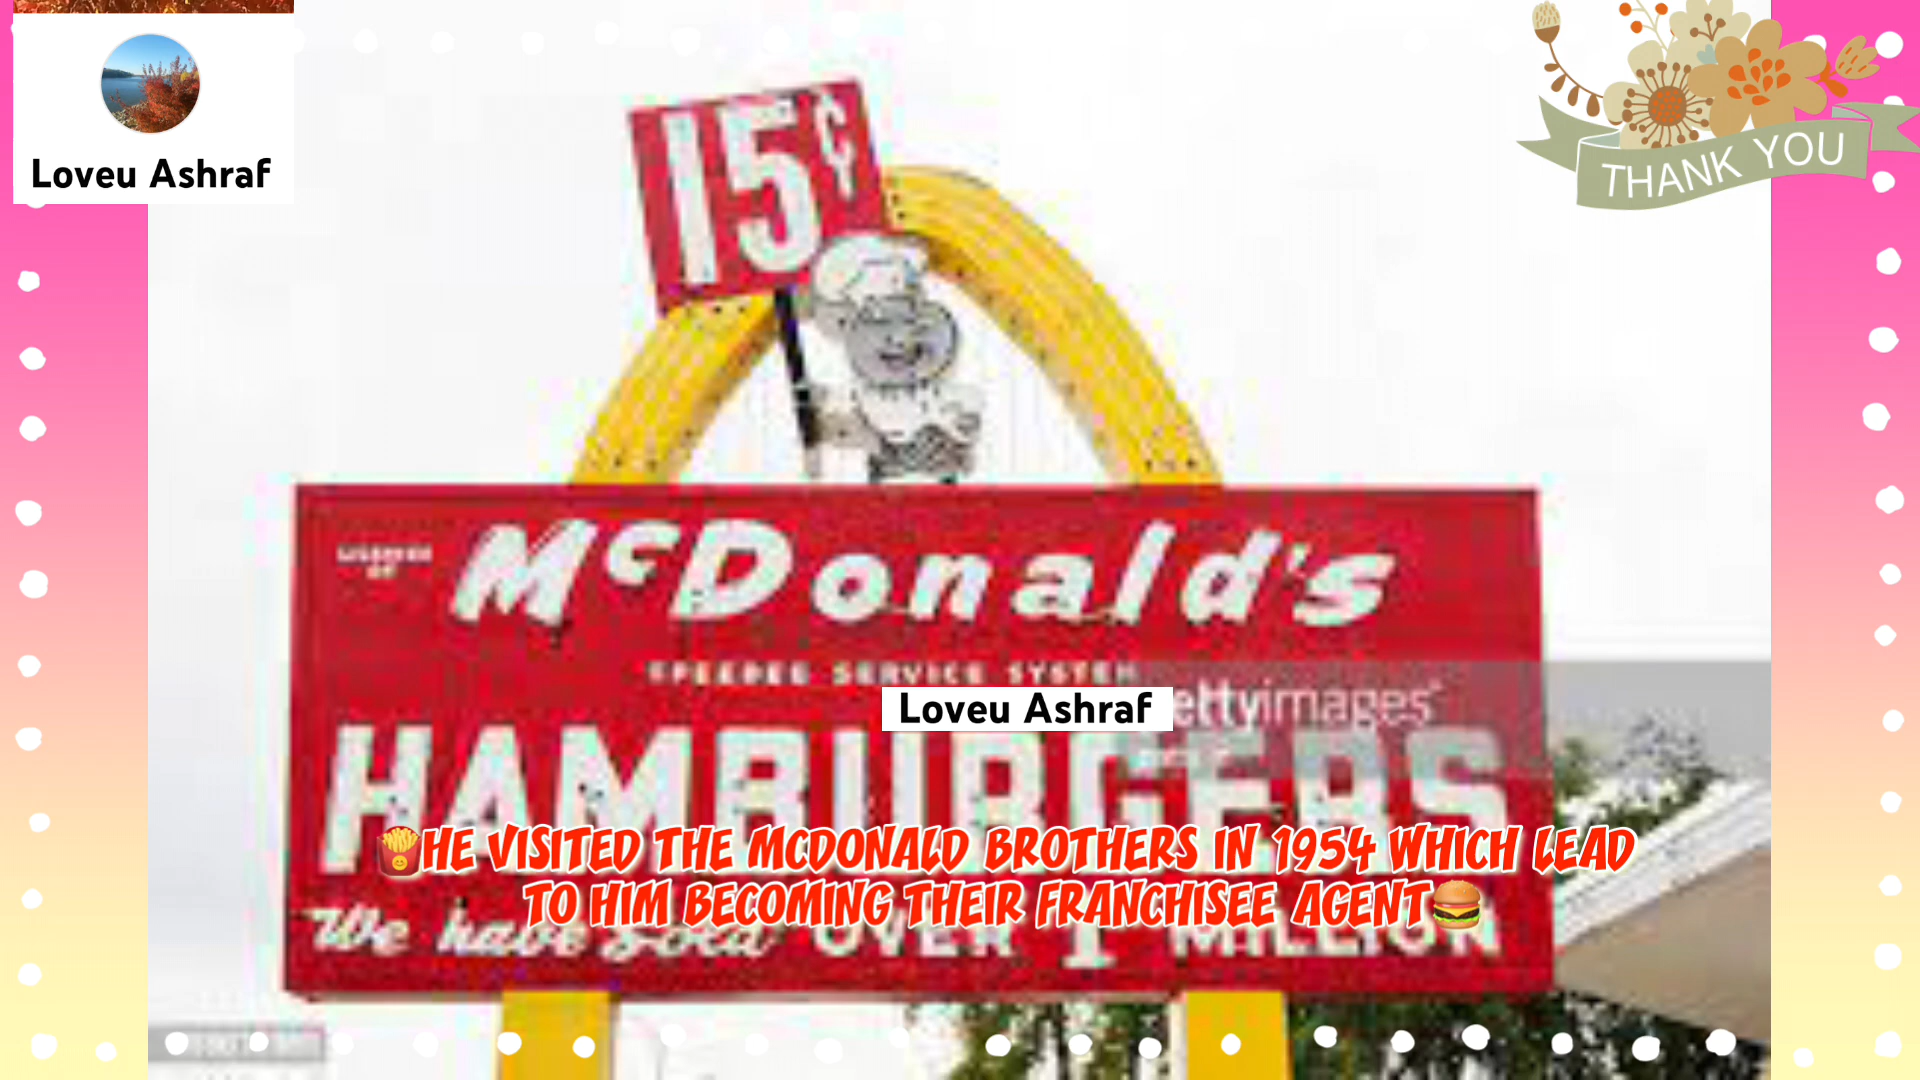 Loveu Ashraf
THANK YOU
15¢
McDonald's
SPEEDEE SERVICE SYSTEM
Loveu Ashraf
ettyimages
HAMBURGERS
🍟HE VISITED THE MCDONALD BROTHERS IN 1954 WHICH LEAD
TO HIM BECOMING THEIR FRANCHISEE AGENT🍔
We have sold OVER 1 MILLION